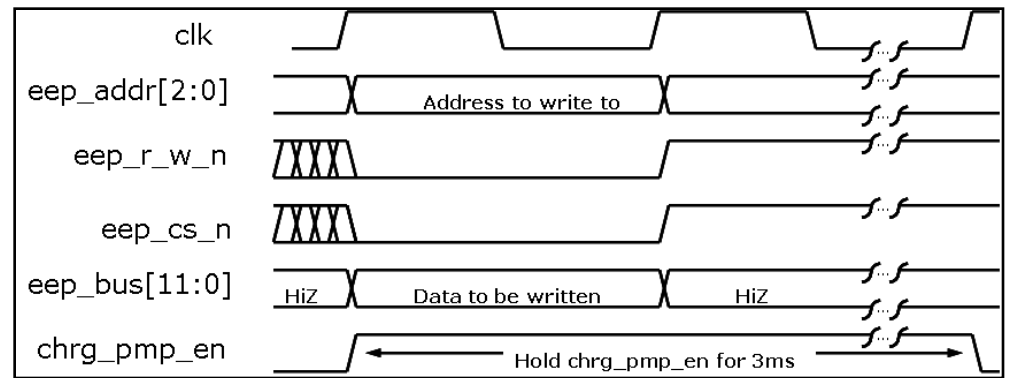 clk
eep_addr[2:0]
Address to write to
eep_r_w_n
eep_cs_n
eep_bus[11:0]
HiZ
Data to be written
HiZ
chrg_pmp_en
Hold chrg_pmp_en for 3ms